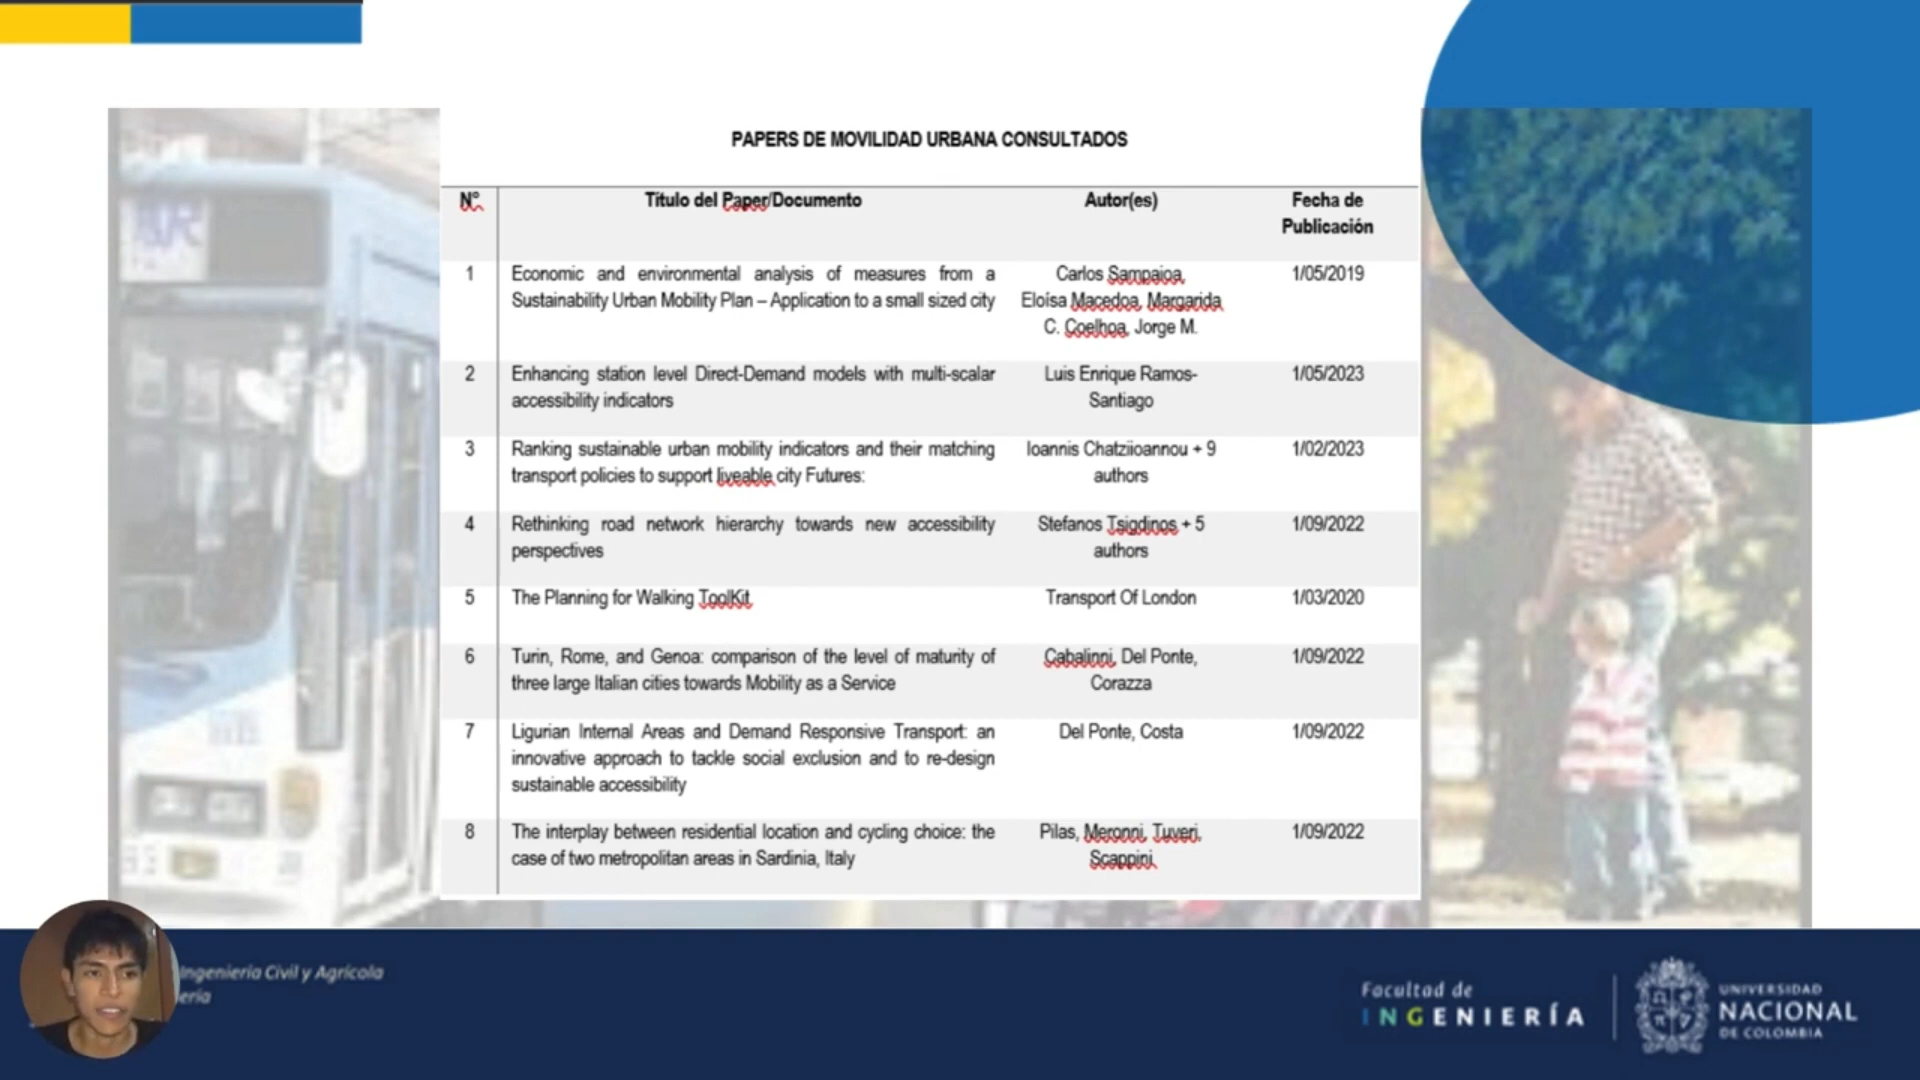 PAPERS DE MOVILIDAD URBANA CONSULTADOS
N° Título del Paper/Documento Autor(es) Fecha de
Publicación
1 Economic and environmental analysis of measures from a Carlos Sampaioa, 1/05/2019
Sustainability Urban Mobility Plan – Application to a small sized city Eloísa Macedoa, Margarida
C. Coelhoa, Jorge M.
2 Enhancing station level Direct-Demand models with multi-scalar Luis Enrique Ramos- 1/05/2023
accessibility indicators Santiago
3 Ranking sustainable urban mobility indicators and their matching Ioannis Chatziioannou + 9 1/02/2023
transport policies to support liveable city Futures: authors
4 Rethinking road network hierarchy towards new accessibility Stefanos Tsigdinos + 5 1/09/2022
perspectives authors
5 The Planning for Walking ToolKit Transport Of London 1/03/2020
6 Turin, Rome, and Genoa: comparison of the level of maturity of Cabalinni, Del Ponte, 1/09/2022
three large Italian cities towards Mobility as a Service Corazza
7 Ligurian Internal Areas and Demand Responsive Transport: an Del Ponte, Costa 1/09/2022
innovative approach to tackle social exclusion and to re-design
sustainable accessibility
8 The interplay between residential location and cycling choice: the Pilas, Meronni, Tuveri, 1/09/2022
case of two metropolitan areas in Sardinia, Italy Scappini
Ingeniería Civil y Agrícola
ería
Facultad de
INGENIERÍA
UNIVERSIDAD
NACIONAL
DE COLOMBIA